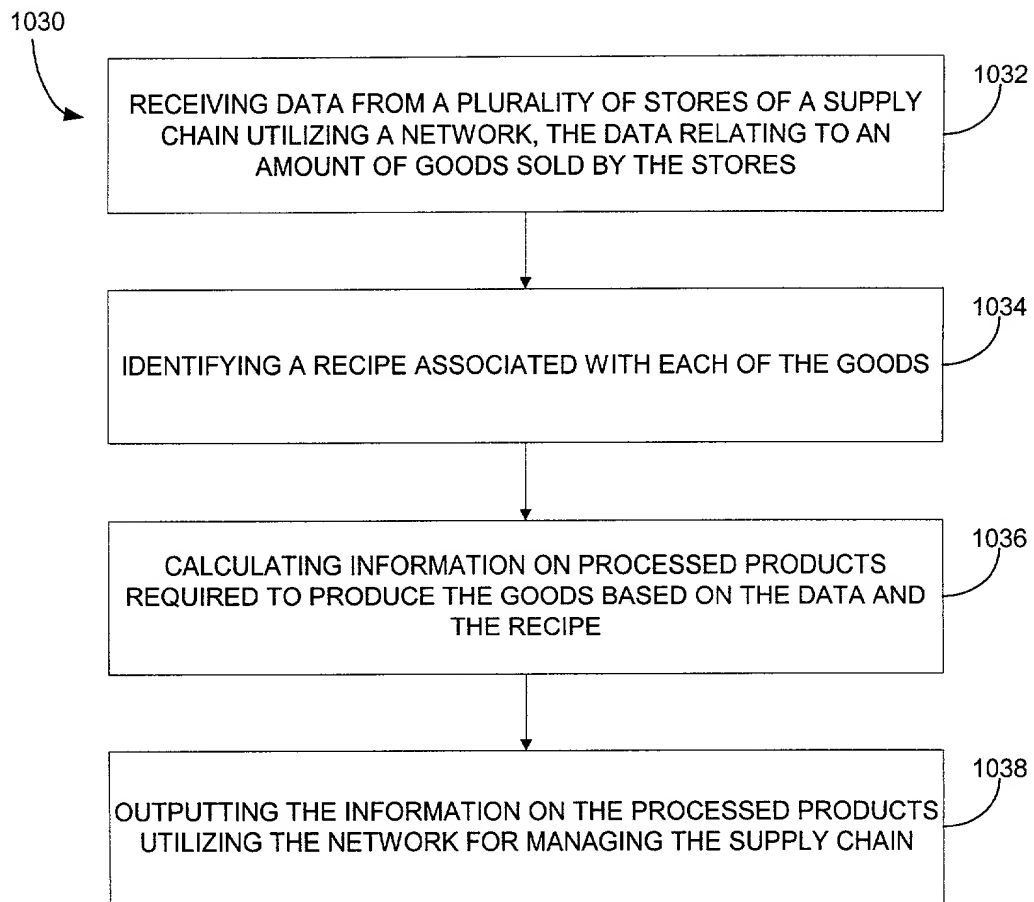 1030
1032
RECEIVING DATA FROM A PLURALITY OF STORES OF A SUPPLY
CHAIN UTILIZING A NETWORK, THE DATA RELATING TO AN
AMOUNT OF GOODS SOLD BY THE STORES
1034
IDENTIFYING A RECIPE ASSOCIATED WITH EACH OF THE GOODS
1036
CALCULATING INFORMATION ON PROCESSED PRODUCTS
REQUIRED TO PRODUCE THE GOODS BASED ON THE DATA AND
THE RECIPE
1038
OUTPUTTING THE INFORMATION ON THE PROCESSED PRODUCTS
UTILIZING THE NETWORK FOR MANAGING THE SUPPLY CHAIN